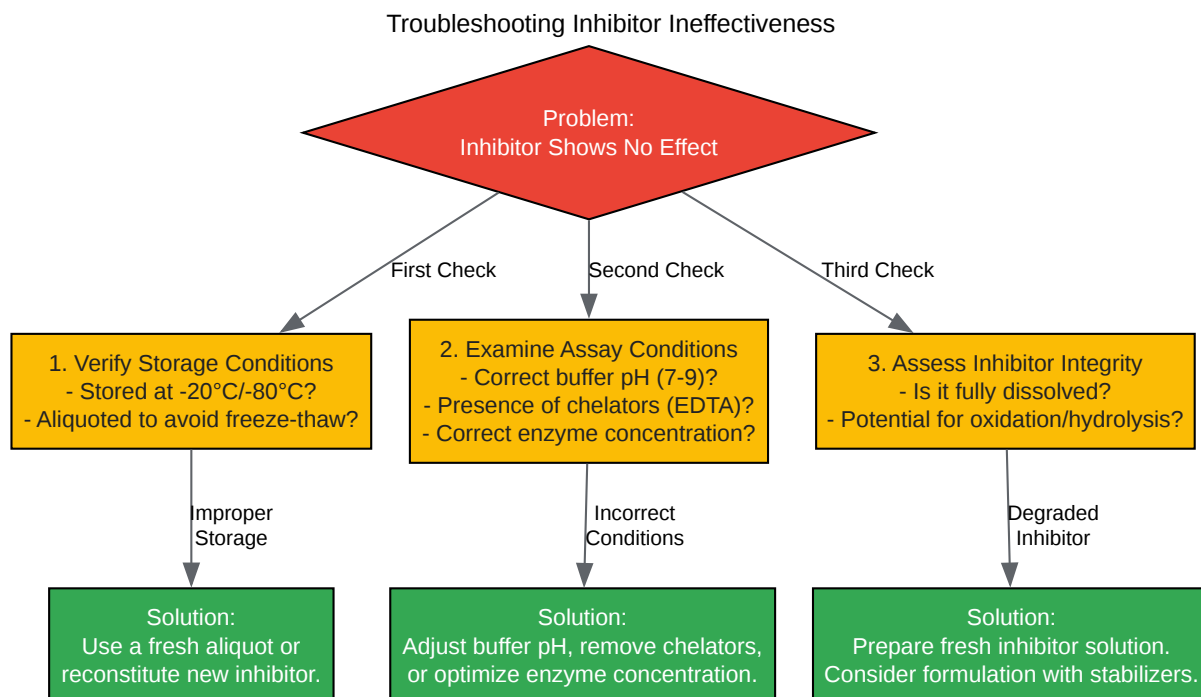 Troubleshooting Inhibitor Ineffectiveness
Problem:
Inhibitor Shows No Effect
First Check
Second Check
Third Check
1. Verify Storage Conditions
- Stored at -20°C/-80°C?
- Aliquoted to avoid freeze-thaw?
2. Examine Assay Conditions
- Correct buffer pH (7-9)?
- Presence of chelators (EDTA)?
- Correct enzyme concentration?
3. Assess Inhibitor Integrity
- Is it fully dissolved?
- Potential for oxidation/hydrolysis?
Improper
Storage
Incorrect
Conditions
Degraded
Inhibitor
Solution:
Use a fresh aliquot or
reconstitute new inhibitor.
Solution:
Adjust buffer pH, remove chelators,
or optimize enzyme concentration.
Solution:
Prepare fresh inhibitor solution.
Consider formulation with stabilizers.